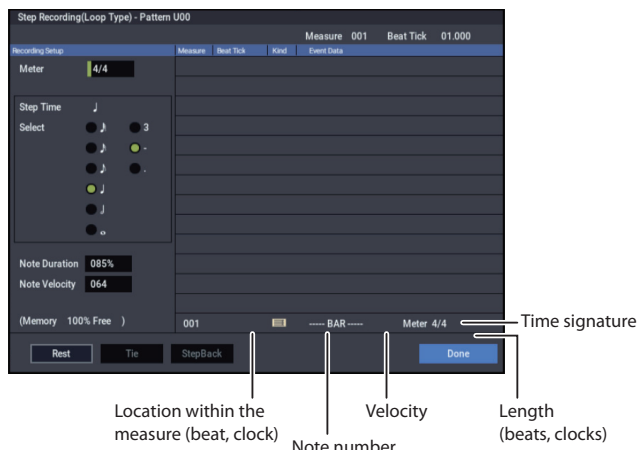 Step Recording(Loop Type) - Pattern U00
Measure 001 Beat Tick 01.000
Recording Setup Measure Beat Tick Kind Event Data
Meter 4/4
Step Time
Select 3
-
.
Note Duration 085%
Note Velocity 064
(Memory 100% Free )
001 ----- BAR ----- Meter 4/4
Rest Tie StepBack Done
Time signature
Location within the
measure (beat, clock)
Note number
Velocity
Length
(beats, clocks)